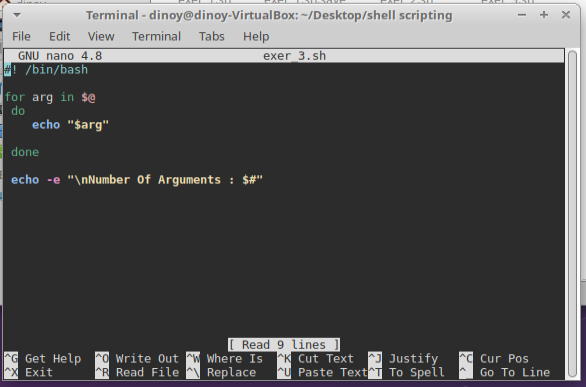 Terminal - dinoy@dinoy-VirtualBox: ~/Desktop/shell scripting
File Edit View Terminal Tabs Help
GNU nano 4.8 exer_3.sh
#! /bin/bash
for arg in $@
do
echo "$arg"
done
echo -e "\nNumber Of Arguments : $#"
[ Read 9 lines ]
^G Get Help ^O Write Out ^W Where Is ^K Cut Text ^J Justify ^C Cur Pos
^X Exit ^R Read File ^\ Replace ^U Paste Text ^T To Spell ^_ Go To Line